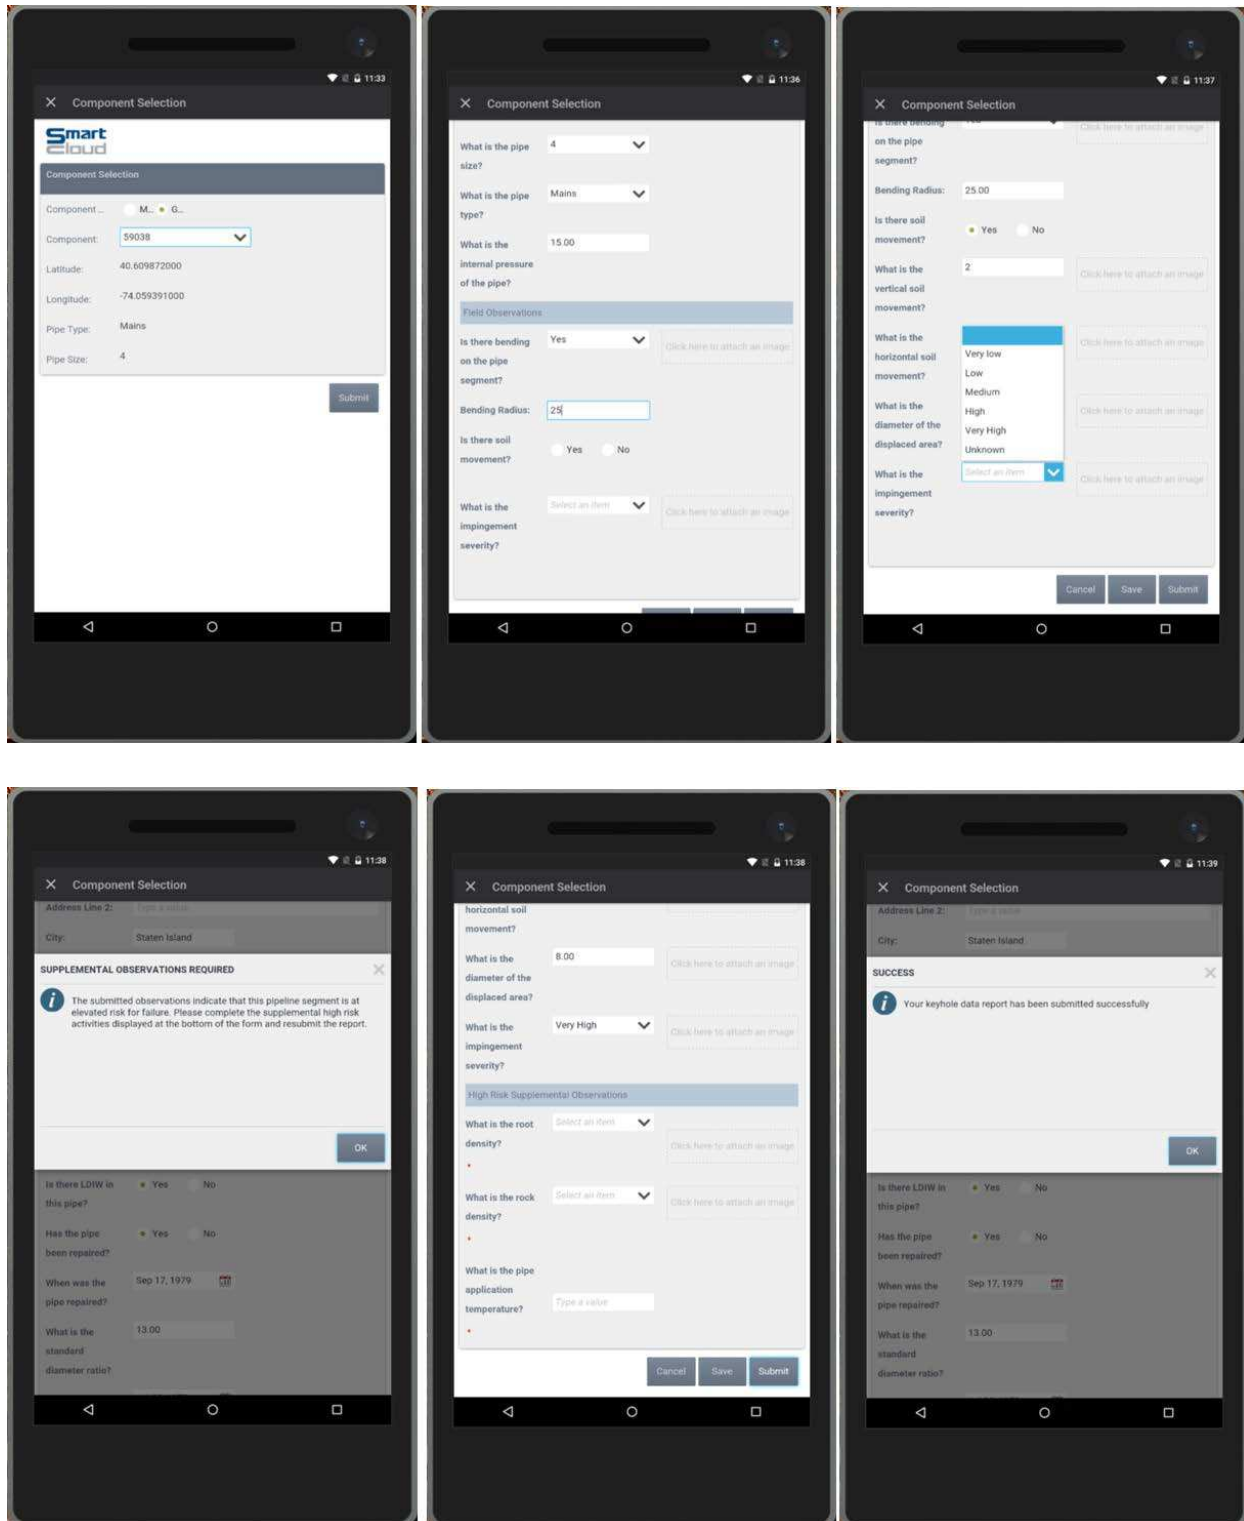 11:33
Component Selection
Smart
Cloud
Component Selection
Component ... M... G...
Component: 59038
Latitude: 40.609872000
Longitude: -74.059391000
Pipe Type: Mains
Pipe Size: 4
Submit
11:36
Component Selection
What is the pipe 4
size?
What is the pipe Mains
type?
What is the 15.00
internal pressure
of the pipe?
Field Observations
Is there bending Yes Click here to attach an image
on the pipe
segment?
Bending Radius: 25
Is there soil Yes No
movement?
What is the Select an item Click here to attach an image
impingement
severity?
11:37
Component Selection
Is there bending Yes Click here to attach an image
on the pipe
segment?
Bending Radius: 25.00
Is there soil Yes No
movement?
What is the 2 Click here to attach an image
vertical soil
movement?
What is the Click here to attach an image
horizontal soil Very low
movement? Low
Medium
What is the High Click here to attach an image
diameter of the Very High
displaced area? Unknown
What is the Select an item Click here to attach an image
impingement
severity?
Cancel Save Submit
11:38
Component Selection
Address Line 2: Type a value
City: Staten Island
SUPPLEMENTAL OBSERVATIONS REQUIRED
The submitted observations indicate that this pipeline segment is at
elevated risk for failure. Please complete the supplemental high risk
activities displayed at the bottom of the form and resubmit the report.
OK
Is there LDIW in Yes No
this pipe?
Has the pipe Yes No
been repaired?
When was the Sep 17, 1979
pipe repaired?
What is the 13.00
standard
diameter ratio?
11:38
Component Selection
horizontal soil
movement?
What is the 8.00 Click here to attach an image
diameter of the
displaced area?
What is the Very High Click here to attach an image
impingement
severity?
High Risk Supplemental Observations
What is the root Select an item Click here to attach an image
density?
*
What is the rock Select an item Click here to attach an image
density?
*
What is the pipe
application
temperature? Type a value
*
Cancel Save Submit
11:39
Component Selection
Address Line 2: Type a value
City: Staten Island
SUCCESS
Your keyhole data report has been submitted successfully
OK
Is there LDIW in Yes No
this pipe?
Has the pipe Yes No
been repaired?
When was the Sep 17, 1979
pipe repaired?
What is the 13.00
standard
diameter ratio?